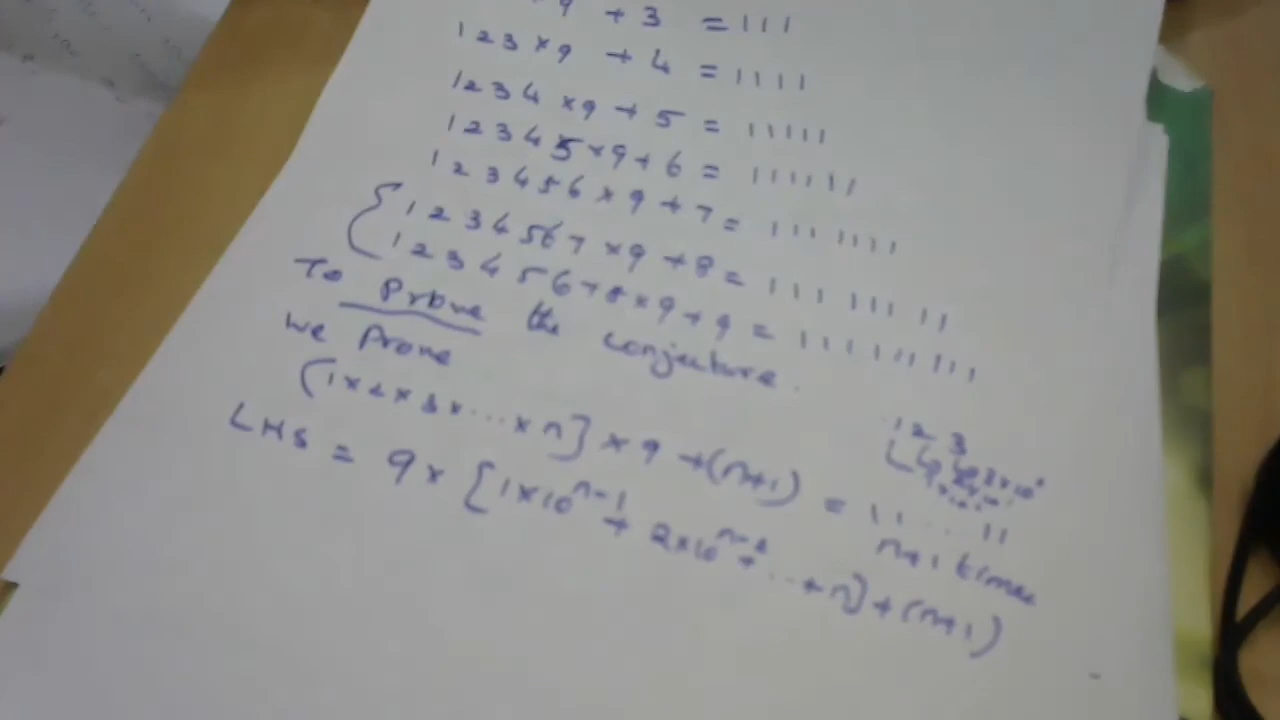 9 + 3 = 111
123 × 9 + 4 = 1111
1234 × 9 + 5 = 11111
12345 × 9 + 6 = 111111
123456 × 9 + 7 = 1111111
{ 1234567 × 9 + 8 = 11111111
12345678 × 9 + 9 = 111111111
To Prove the conjecture.
We Prove
(1×2×3×...×n] × 9 + (n+1) = 11...11
n+1 times
123
LHS = 9 × [1×10^{n-1} + 2×10^{n-2} + ... + n] + (n+1)